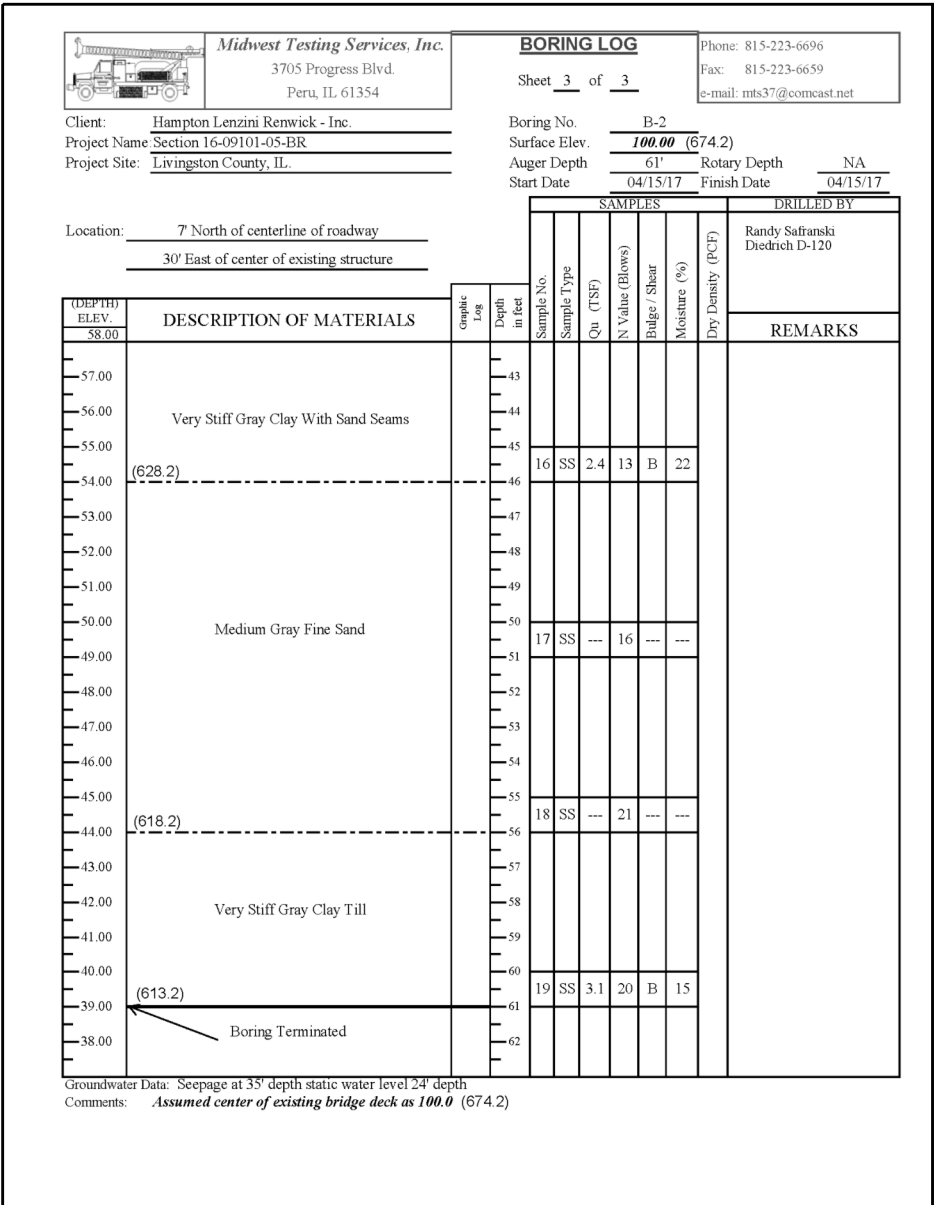 Midwest Testing Services, Inc.
3705 Progress Blvd.
Peru, IL 61354
BORING LOG
Sheet 3 of 3
Phone: 815-223-6696
Fax: 815-223-6659
e-mail: mts37@comcast.net
Client: Hampton Lenzini Renwick - Inc.
Project Name: Section 16-09101-05-BR
Project Site: Livingston County, IL.
Boring No. B-2
Surface Elev. 100.00 (674.2)
Auger Depth 61' Rotary Depth NA
Start Date 04/15/17 Finish Date 04/15/17
Location: 7' North of centerline of roadway
30' East of center of existing structure
SAMPLES
DRILLED BY
Randy Safranski
Diedrich D-120
(DEPTH)
ELEV.
58.00
DESCRIPTION OF MATERIALS
Graphic
Log
Depth
in feet
Sample No.
Sample Type
Qu (TSF)
N Value (Blows)
Bulge / Shear
Moisture (%)
Dry Density (PCF)
REMARKS
57.00 43
56.00 44
Very Stiff Gray Clay With Sand Seams
55.00 45
16 SS 2.4 13 B 22
(628.2)
54.00 46
53.00 47
52.00 48
51.00 49
50.00 50
Medium Gray Fine Sand
17 SS --- 16 --- ---
49.00 51
48.00 52
47.00 53
46.00 54
45.00 55
18 SS --- 21 --- ---
(618.2)
44.00 56
43.00 57
42.00 58
Very Stiff Gray Clay Till
41.00 59
40.00 60
19 SS 3.1 20 B 15
(613.2)
39.00 61
Boring Terminated
38.00 62
Groundwater Data: Seepage at 35' depth static water level 24' depth
Comments: Assumed center of existing bridge deck as 100.0 (674.2)